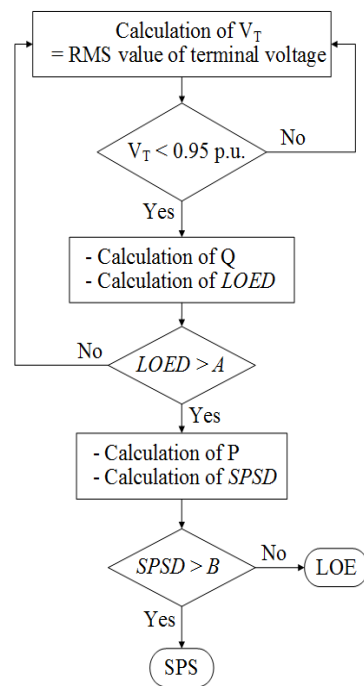 Calculation of V_T
= RMS value of terminal voltage
V_T < 0.95 p.u.
No
Yes
- Calculation of Q
- Calculation of LOED
No
LOED > A
Yes
- Calculation of P
- Calculation of SPSD
SPSD > B
No
LOE
Yes
SPS